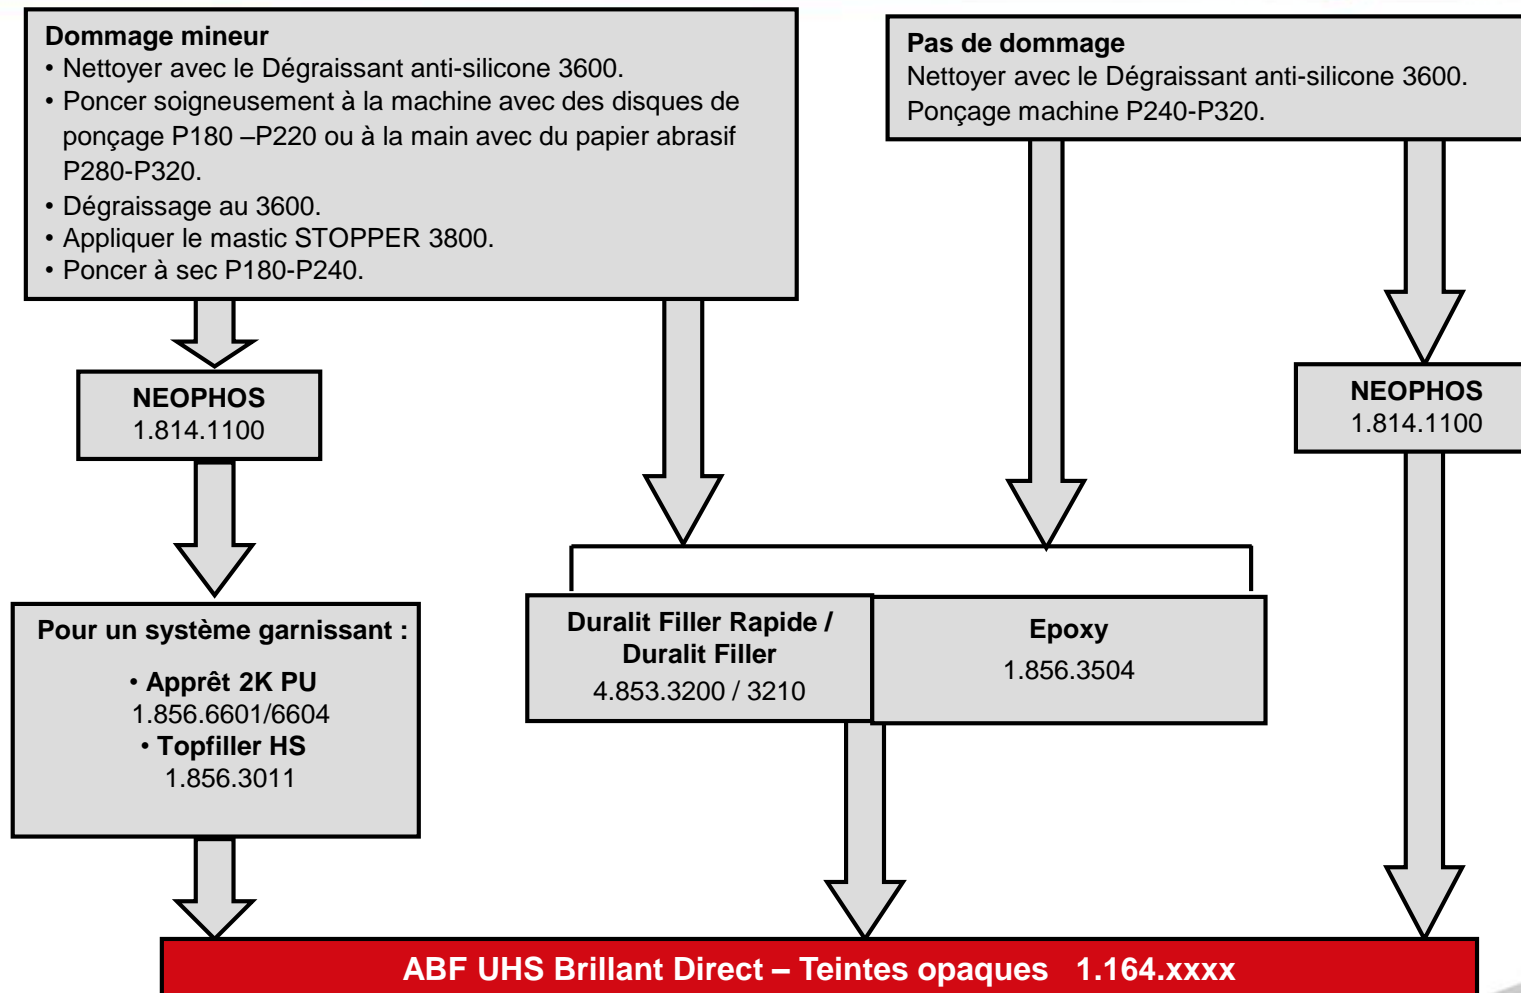 Dommage mineur
• Nettoyer avec le Dégraissant anti-silicone 3600.
• Poncer soigneusement à la machine avec des disques de
ponçage P180 –P220 ou à la main avec du papier abrasif
P280-P320.
• Dégraissage au 3600.
• Appliquer le mastic STOPPER 3800.
• Poncer à sec P180-P240.
Pas de dommage
Nettoyer avec le Dégraissant anti-silicone 3600.
Ponçage machine P240-P320.
NEOPHOS
1.814.1100
NEOPHOS
1.814.1100
Pour un système garnissant :
• Apprêt 2K PU
1.856.6601/6604
• Topfiller HS
1.856.3011
Duralit Filler Rapide /
Duralit Filler
4.853.3200 / 3210
Epoxy
1.856.3504
ABF UHS Brillant Direct – Teintes opaques 1.164.xxxx